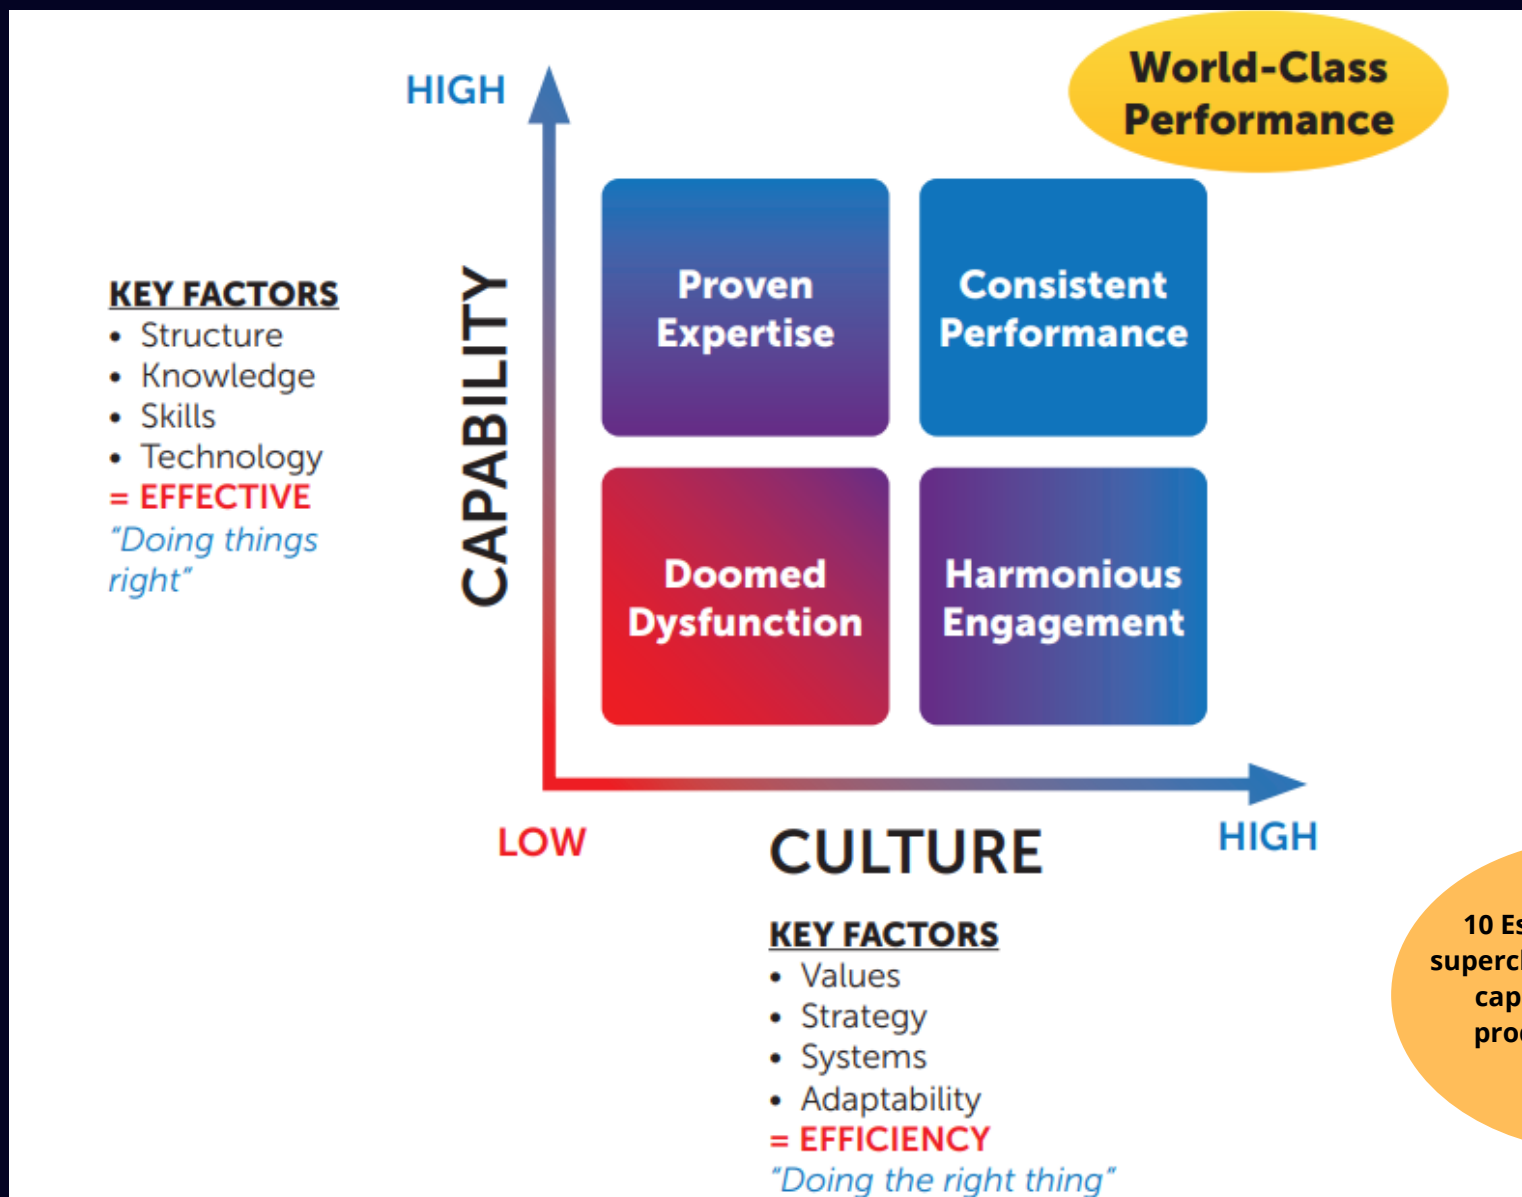 World-Class
Performance
HIGH
CAPABILITY
KEY FACTORS
• Structure
• Knowledge
• Skills
• Technology
= EFFECTIVE
"Doing things
right"
Proven
Expertise
Consistent
Performance
Doomed
Dysfunction
Harmonious
Engagement
LOW
CULTURE
HIGH
KEY FACTORS
• Values
• Strategy
• Systems
• Adaptability
= EFFICIENCY
"Doing the right thing"
10